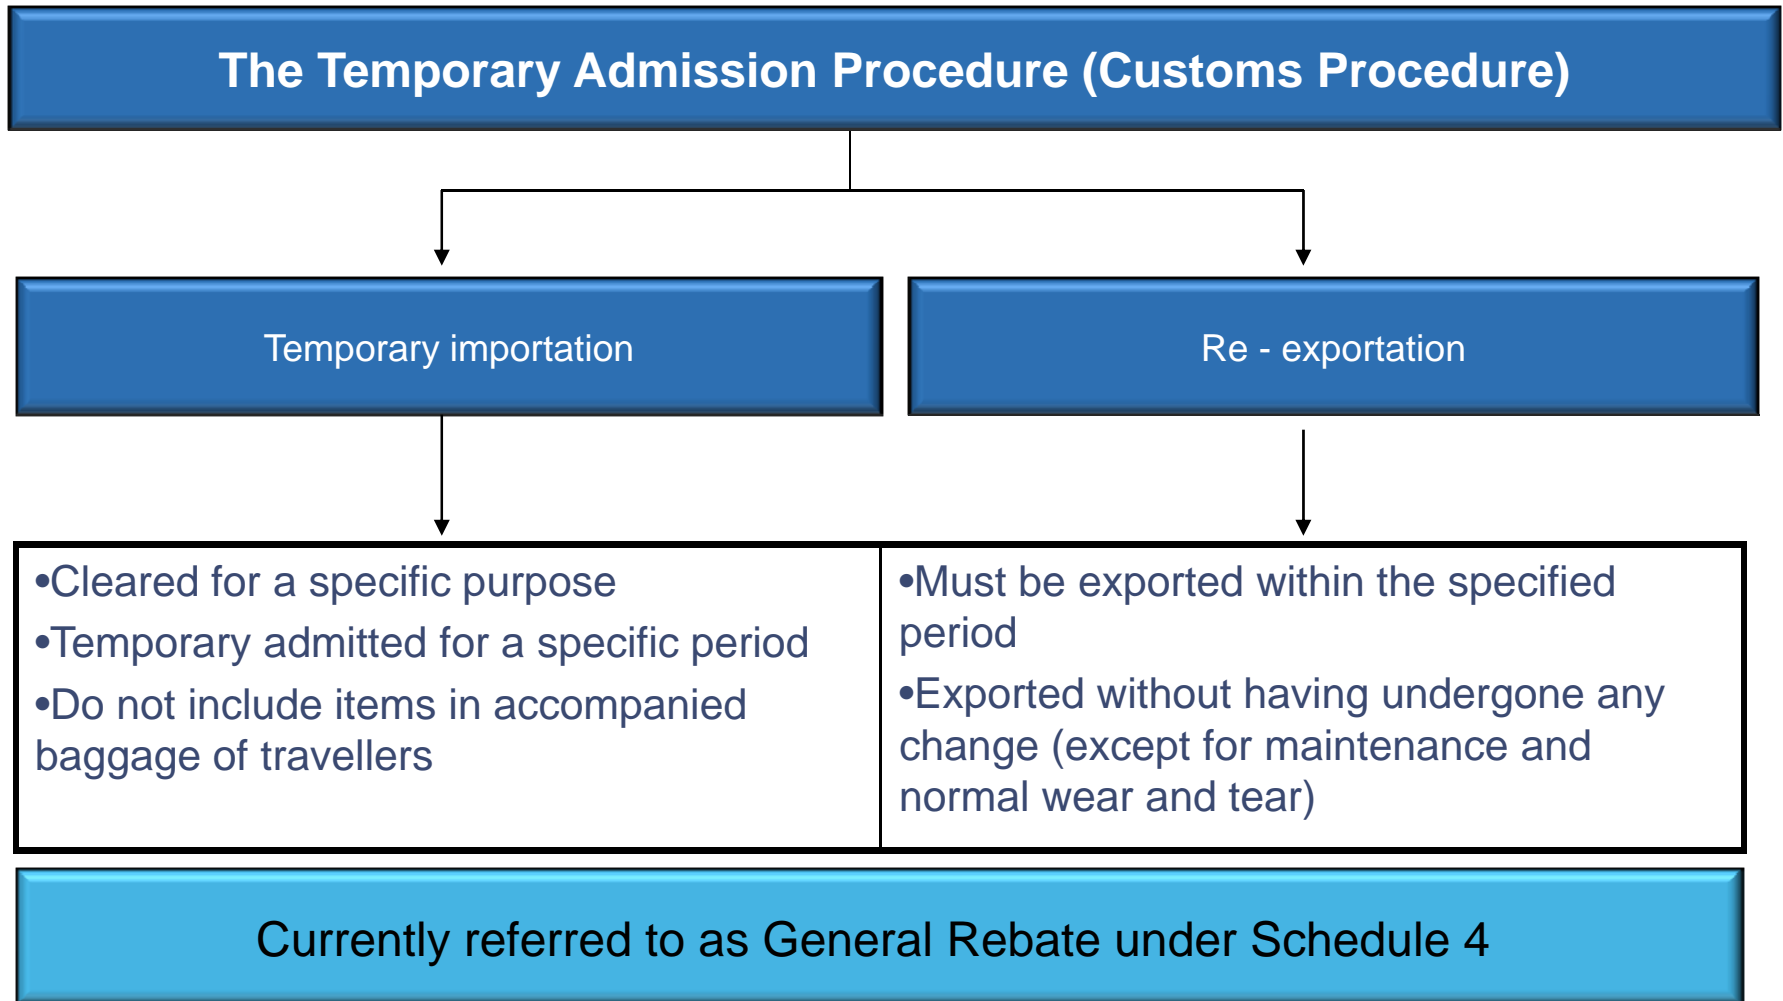 The Temporary Admission Procedure (Customs Procedure)
Temporary importation
Re - exportation
•Cleared for a specific purpose
•Temporary admitted for a specific period
•Do not include items in accompanied
baggage of travellers
•Must be exported within the specified
period
•Exported without having undergone any
change (except for maintenance and
normal wear and tear)
Currently referred to as General Rebate under Schedule 4